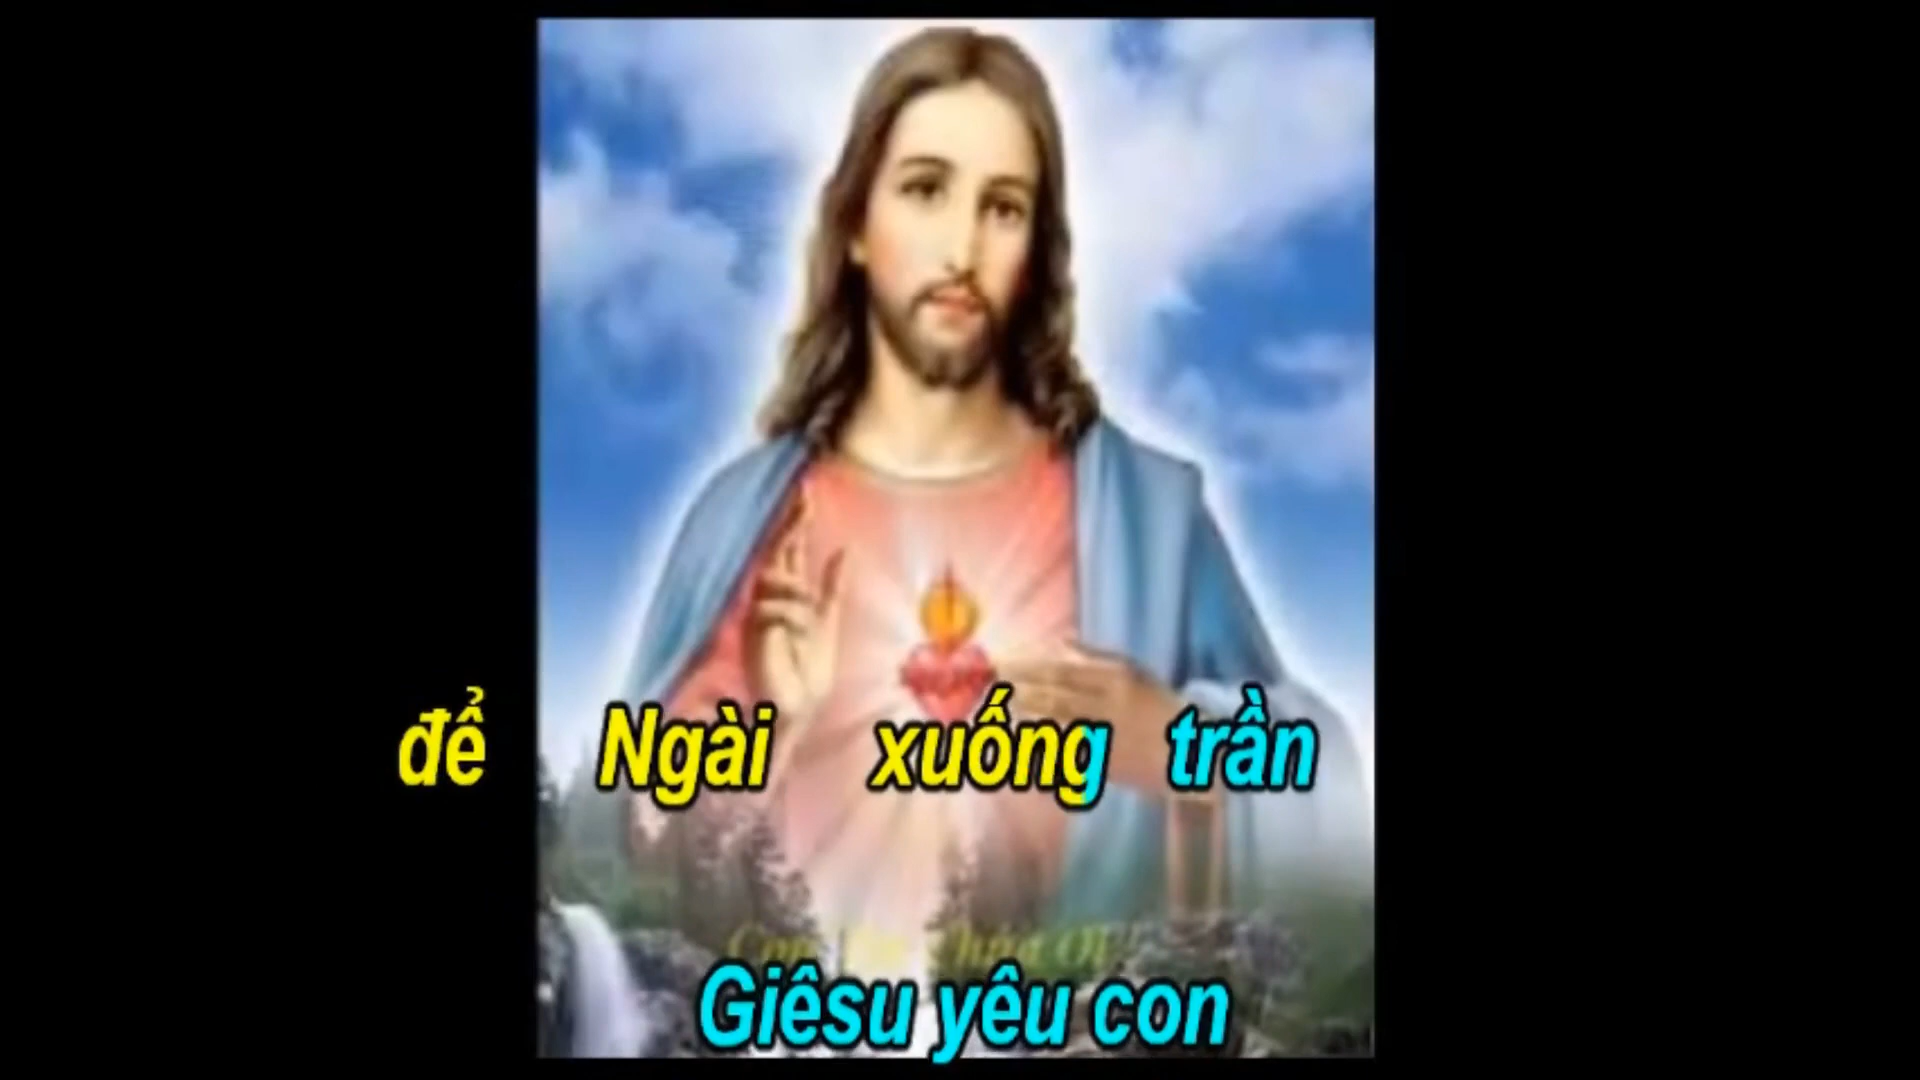 để Ngài xuống trần
Giêsu yêu con